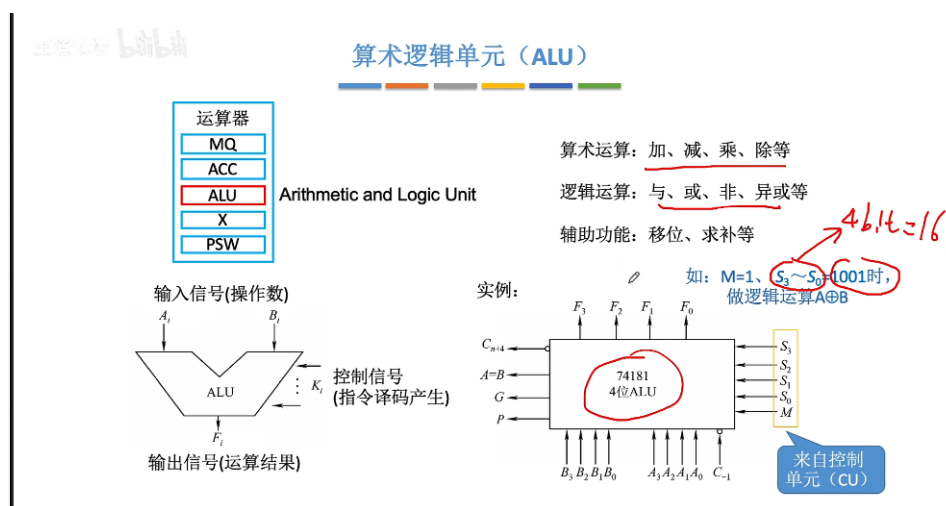 bilibili
算术逻辑单元（ALU）
运算器
MQ
ACC
ALU
X
PSW
Arithmetic and Logic Unit
算术运算：加、减、乘、除等
逻辑运算：与、或、非、异或等
辅助功能：移位、求补等
4bit=16
如：M=1、S₃～S₀=1001时，
做逻辑运算A⊕B
输入信号(操作数)
Aᵢ Bᵢ
ALU
Kᵢ
控制信号
(指令译码产生)
Fᵢ
输出信号(运算结果)
实例：
F₃ F₂ F₁ F₀
Cₙ₊₄
A=B
G
P
74181
4位ALU
S₃
S₂
S₁
S₀
M
B₃ B₂ B₁ B₀ A₃ A₂ A₁ A₀ C₋₁
来自控制
单元（CU）